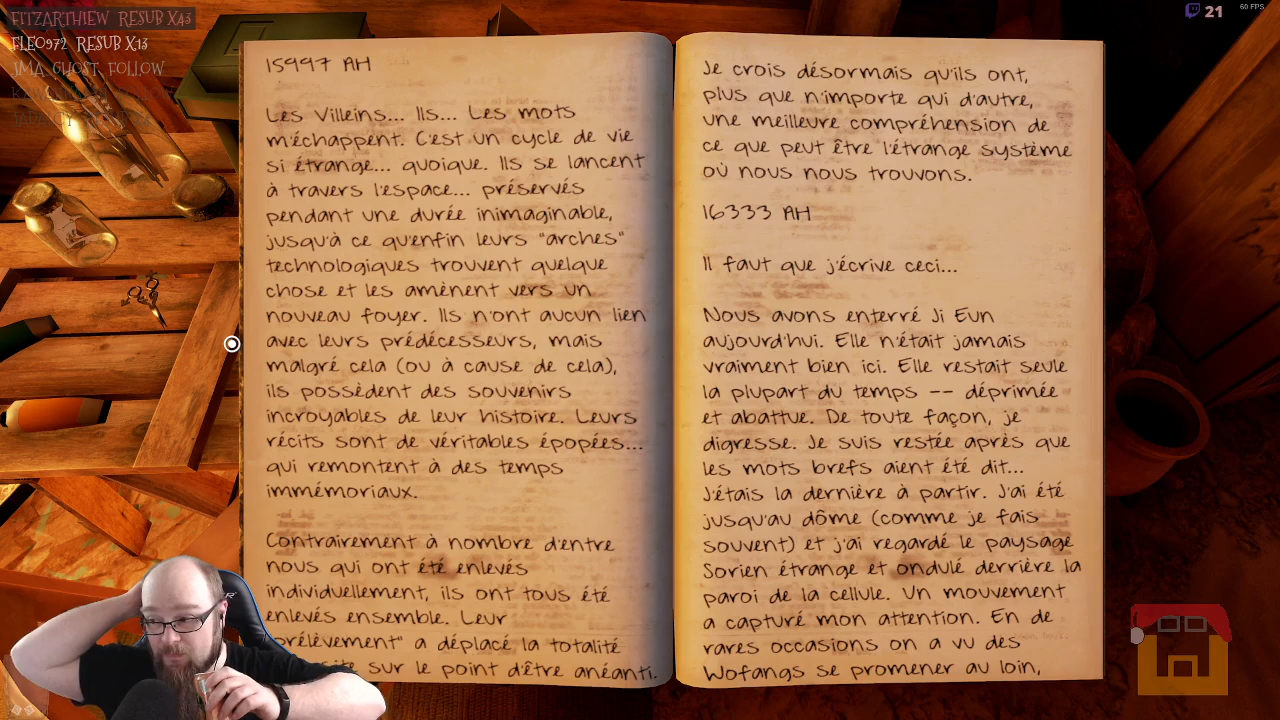 FITZARTHIEW RESUB X43
FLEO972 RESUB X13
JMA_GHOST_ FOLLOW
21
60 FPS
15997 AH
Les Villeins... Ils... Les mots
m'échappent. C'est un cycle de vie
si étrange... quoique. Ils se lancent
à travers l'espace... préservés
pendant une durée inimaginable,
jusqu'à ce qu'enfin leurs "arches"
technologiques trouvent quelque
chose et les amènent vers un
nouveau foyer. Ils n'ont aucun lien
avec leurs prédécesseurs, mais
malgré cela (ou à cause de cela),
ils possèdent des souvenirs
incroyables de leur histoire. Leurs
récits sont de véritables épopées...
qui remontent à des temps
immémoriaux.
Contrairement à nombre d'entre
nous qui ont été enlevés
individuellement, ils ont tous été
enlevés ensemble. Leur
prélèvement" a déplacé la totalité
sur le point d'être anéanti.
Je crois désormais qu'ils ont,
plus que n'importe qui d'autre,
une meilleure compréhension de
ce que peut être l'étrange système
où nous nous trouvons.
16333 AH
Il faut que j'écrive ceci...
Nous avons enterré Ji Eun
aujourd'hui. Elle n'était jamais
vraiment bien ici. Elle restait seule
la plupart du temps -- déprimée
et abattue. De toute façon, je
digresse. Je suis restée après que
les mots brefs aient été dit...
J'étais la dernière à partir. J'ai été
jusqu'au dôme (comme je fais
souvent) et j'ai regardé le paysage
Sorien étrange et ondulé derrière la
paroi de la cellule. Un mouvement
a capturé mon attention. En de
rares occasions on a vu des
Wofangs se promener au loin,